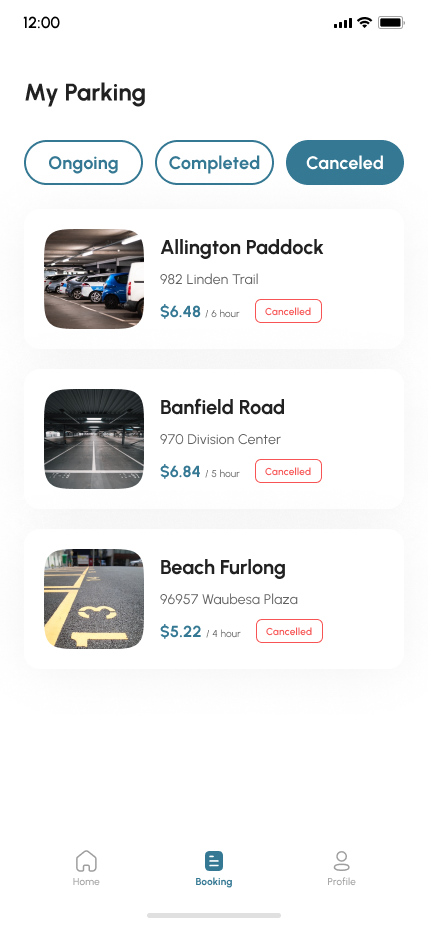 12:00
My Parking
Ongoing
Completed
Canceled
Allington Paddock
982 Linden Trail
$6.48 / 6 hour
Cancelled
Banfield Road
970 Division Center
$6.84 / 5 hour
Cancelled
13
Beach Furlong
96957 Waubesa Plaza
$5.22 / 4 hour
Cancelled
Home
Booking
Profile